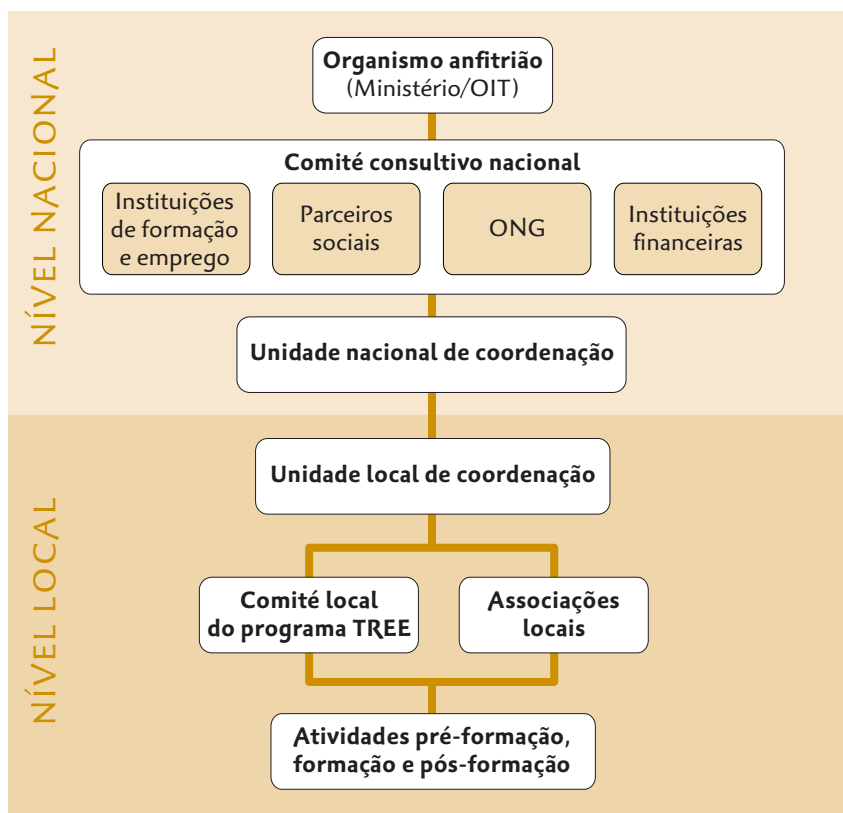 NÍVEL NACIONAL
Organismo anfitrião
(Ministério/OIT)
Comité consultivo nacional
Instituições
de formação
e emprego
Parceiros
sociais
ONG
Instituições
financeiras
Unidade nacional de coordenação
NÍVEL LOCAL
Unidade local de coordenação
Comité local
do programa TREE
Associações
locais
Atividades pré-formação,
formação e pós-formação